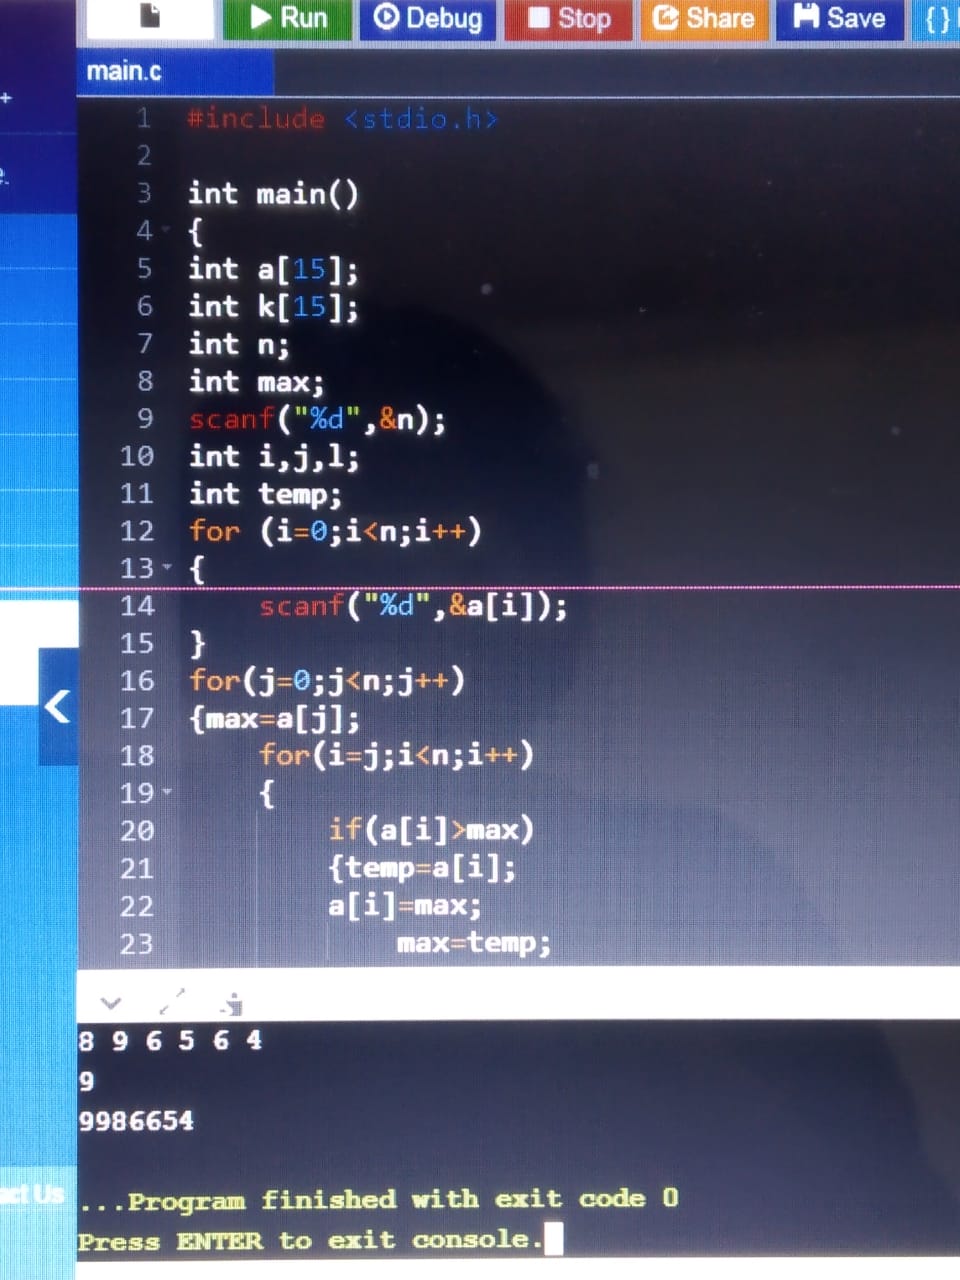 Run Debug Stop Share Save {}
main.c
+
1 #include <stdio.h>
2
3 int main()
4 {
5 int a[15];
6 int k[15];
7 int n;
8 int max;
9 scanf("%d",&n);
10 int i,j,l;
11 int temp;
12 for (i=0;i<n;i++)
13 {
14 scanf("%d",&a[i]);
15 }
16 for(j=0;j<n;j++)
17 {max=a[j];
18 for(i=j;i<n;i++)
19 {
20 if(a[i]>max)
21 {temp=a[i];
22 a[i]=max;
23 max=temp;
8 9 6 5 6 4
9
9986654
act Us
...Program finished with exit code 0
Press ENTER to exit console.